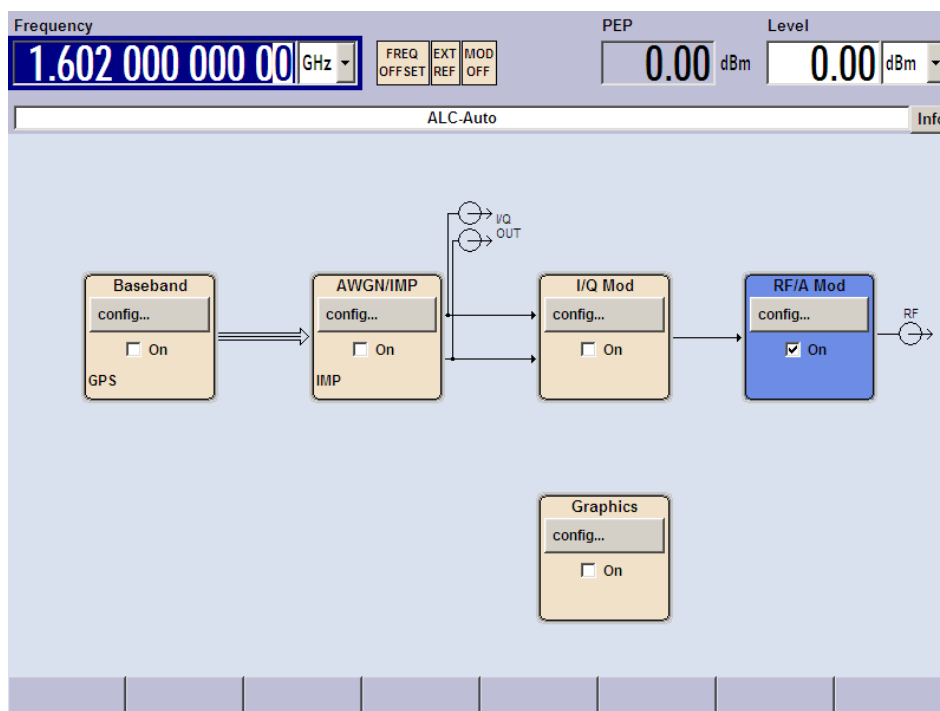 Frequency PEP Level
1.602 000 000 00 GHz FREQ OFFSET EXT REF MOD OFF 0.00 dBm 0.00 dBm
ALC-Auto Info
I/Q
OUT
Baseband AWGN/IMP I/Q Mod RF/A Mod
config... config... config... config... RF
On On On On
GPS IMP
Graphics
config...
On